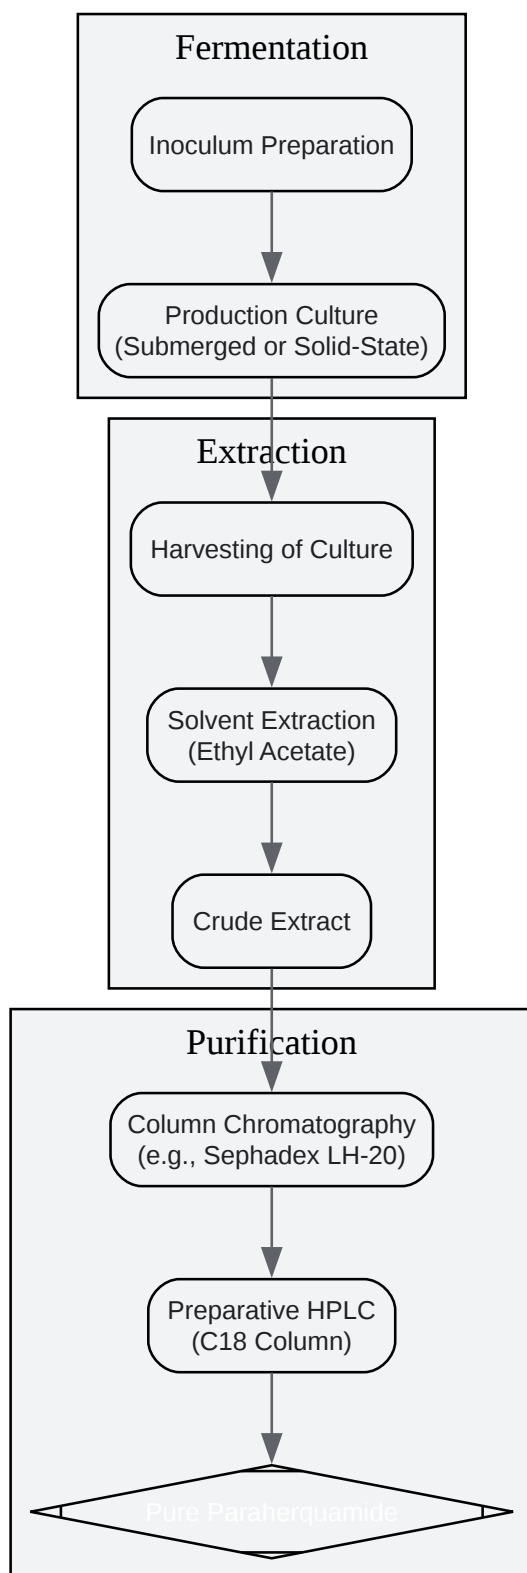 Fermentation
Inoculum Preparation
Production Culture
(Submerged or Solid-State)
Extraction
Harvesting of Culture
Solvent Extraction
(Ethyl Acetate)
Crude Extract
Purification
Column Chromatography
(e.g., Sephadex LH-20)
Preparative HPLC
(C18 Column)
Pure Paraherquamide